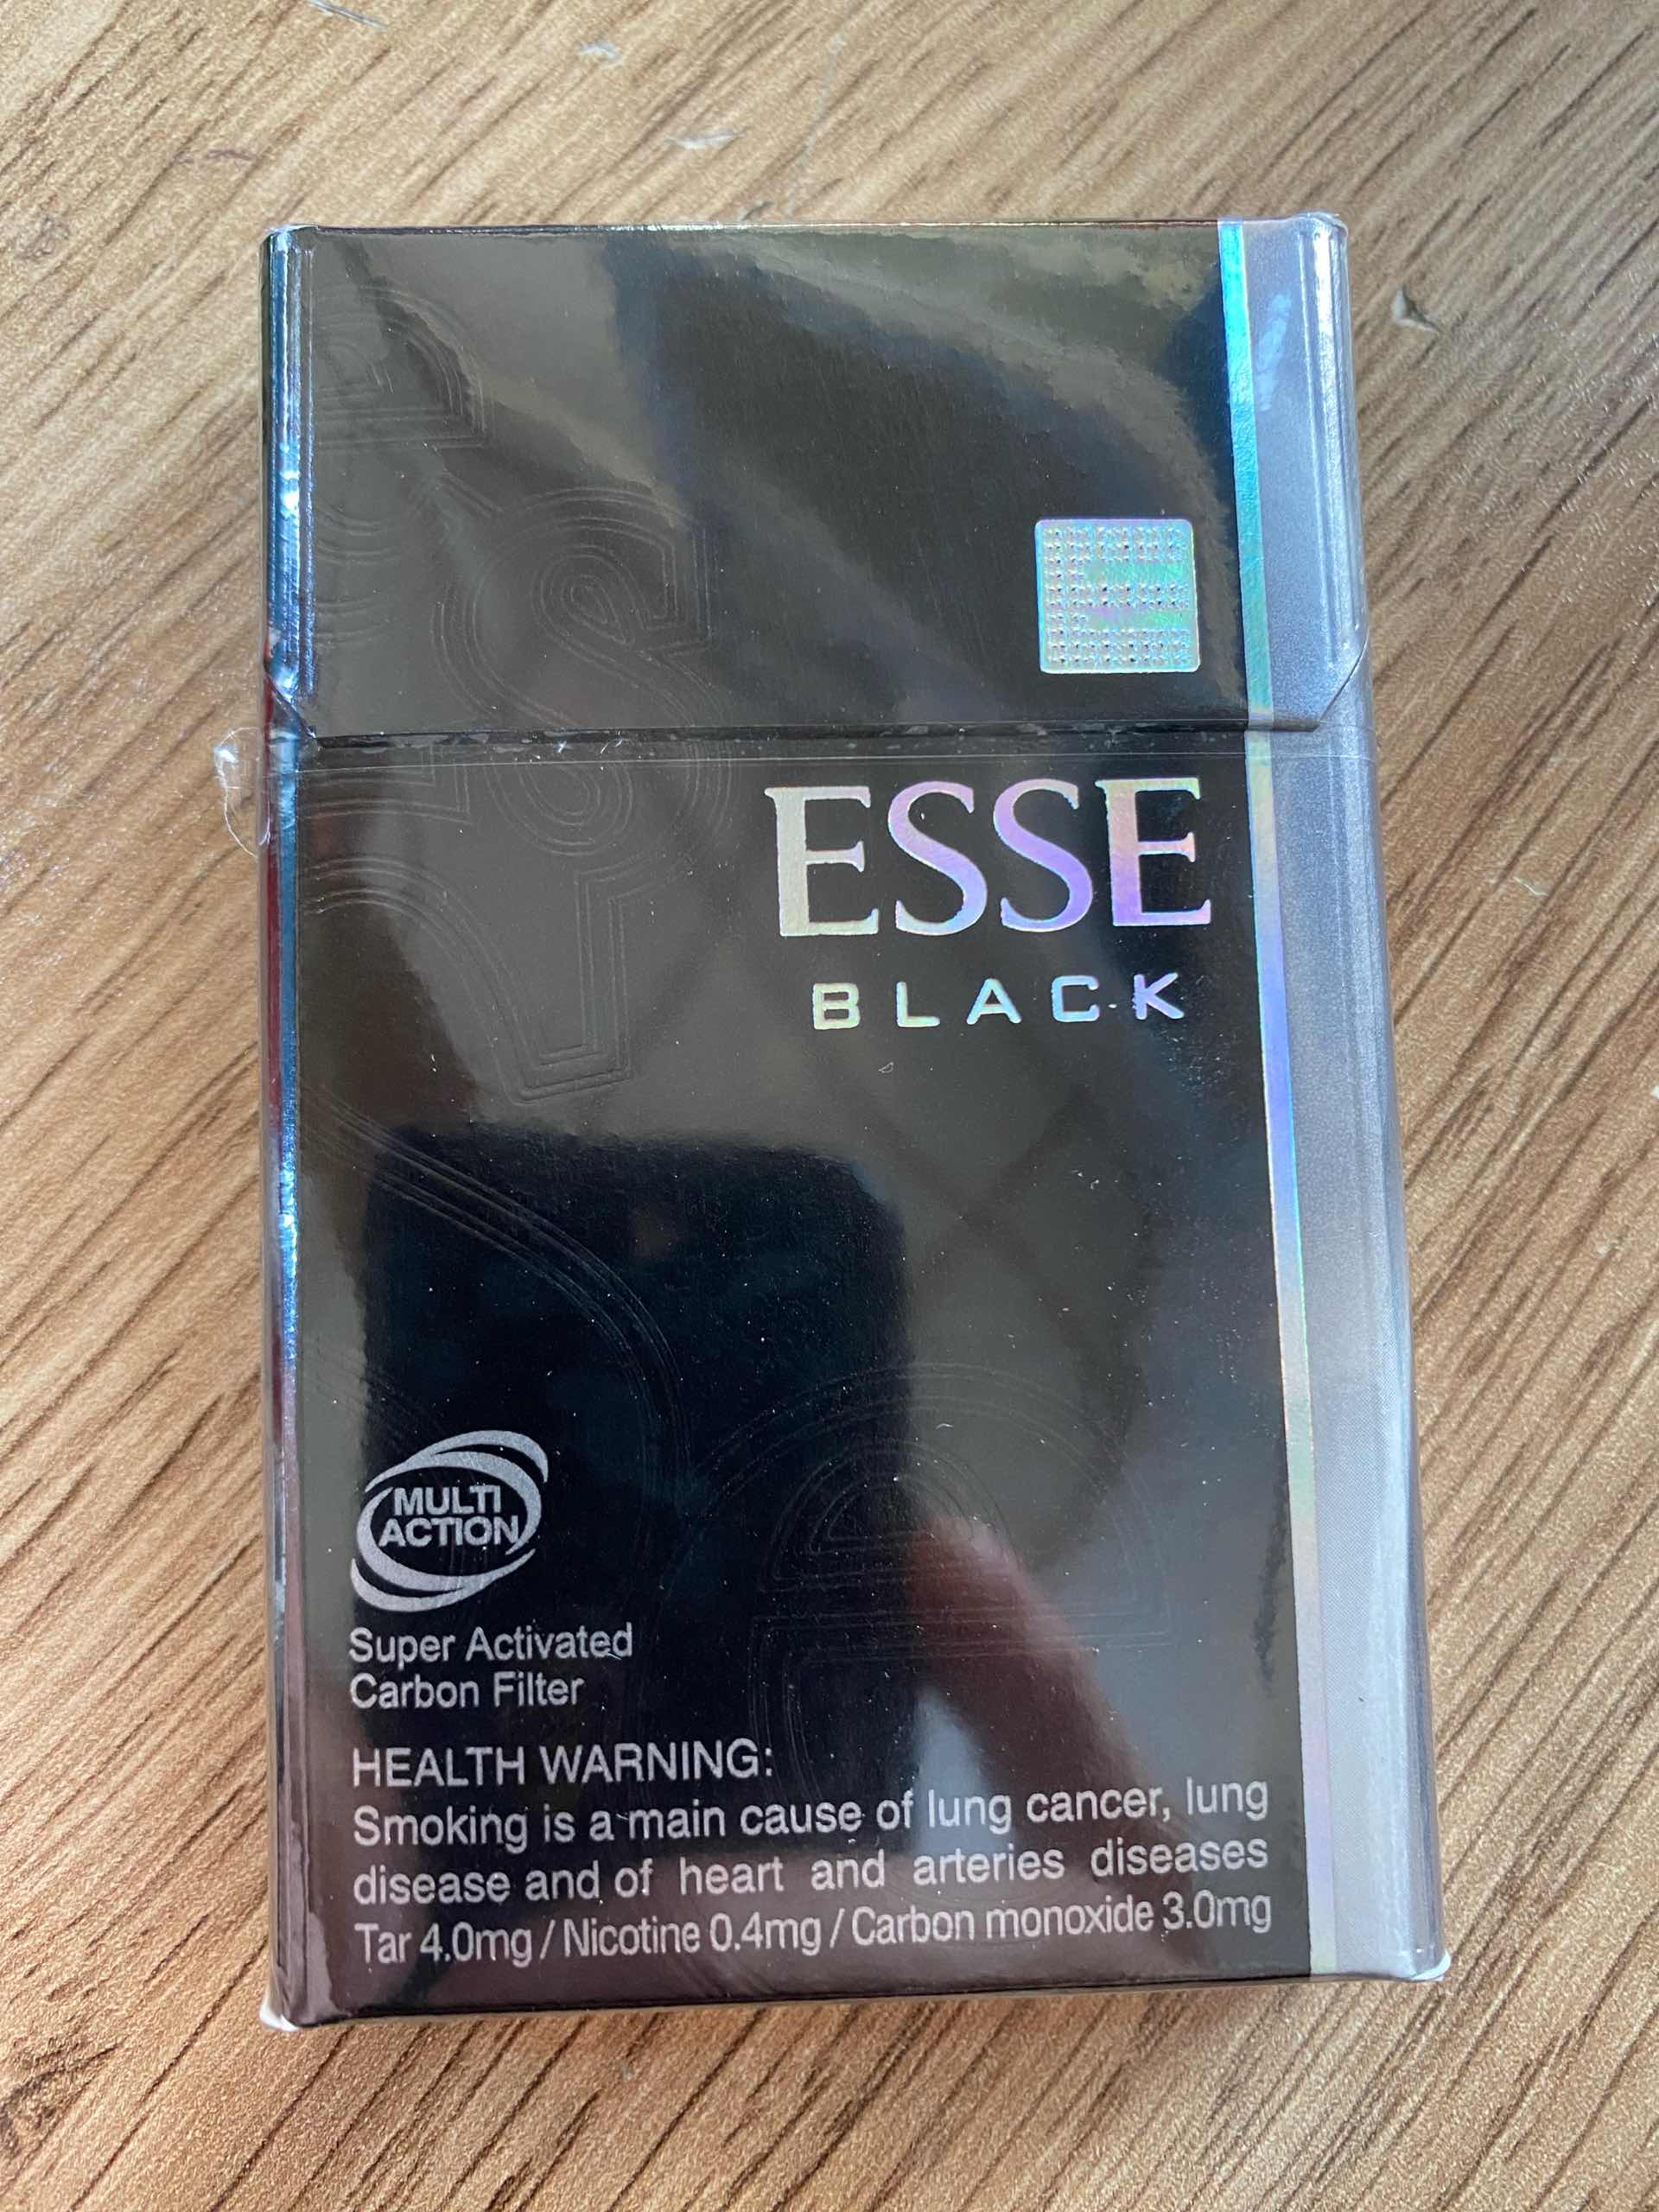 ESSE
BLACK
MULTI
ACTION
Super Activated
Carbon Filter
HEALTH WARNING:
Smoking is a main cause of lung cancer, lung
disease and of heart and arteries diseases
Tar 4.0mg / Nicotine 0.4mg / Carbon monoxide 3.0mg